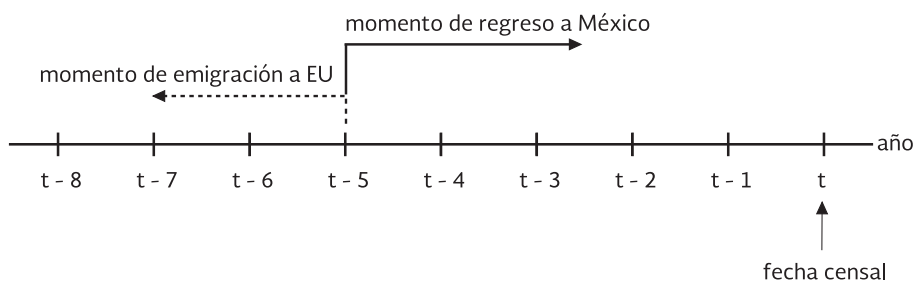 momento de regreso a México
momento de emigración a EU
año
t - 8 t - 7 t - 6 t - 5 t - 4 t - 3 t - 2 t - 1 t
fecha censal